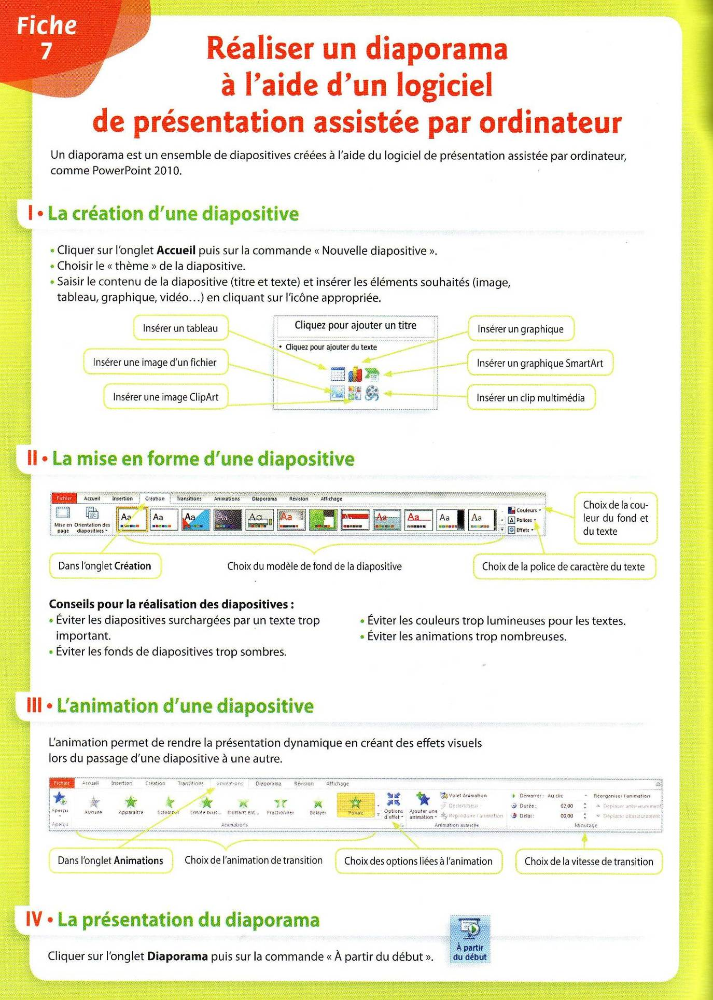 Fiche
7
Réaliser un diaporama
à l'aide d'un logiciel
de présentation assistée par ordinateur
Un diaporama est un ensemble de diapositives créées à l'aide du logiciel de présentation assistée par ordinateur,
comme PowerPoint 2010.
I • La création d'une diapositive
• Cliquer sur l'onglet Accueil puis sur la commande « Nouvelle diapositive ».
• Choisir le « thème » de la diapositive.
• Saisir le contenu de la diapositive (titre et texte) et insérer les éléments souhaités (image,
tableau, graphique, vidéo…) en cliquant sur l'icône appropriée.
Insérer un tableau
Cliquez pour ajouter un titre
Insérer un graphique
• Cliquez pour ajouter du texte
Insérer une image d'un fichier
Insérer un graphique SmartArt
Insérer une image ClipArt
Insérer un clip multimédia
II • La mise en forme d'une diapositive
Fichier Accueil Insertion Création Transitions Animations Diaporama Révision Affichage
Mise en page
Orientation des diapositives
Aa Aa Aa Aa Aa Aa Aa Aa Aa Aa Aa Aa
Couleurs
Polices
Effets
Choix de la cou-
leur du fond et
du texte
Dans l'onglet Création
Choix du modèle de fond de la diapositive
Choix de la police de caractère du texte
Conseils pour la réalisation des diapositives :
• Éviter les diapositives surchargées par un texte trop
important.
• Éviter les fonds de diapositives trop sombres.
• Éviter les couleurs trop lumineuses pour les textes.
• Éviter les animations trop nombreuses.
III • L'animation d'une diapositive
L'animation permet de rendre la présentation dynamique en créant des effets visuels
lors du passage d'une diapositive à une autre.
Fichier Accueil Insertion Création Transitions Animations Diaporama Révision Affichage
Aperçu Aucune Apparaître Estomper Entrée brus... Flottant ent... Fractionner Balayer Forme
Options d'effet
Ajouter une animation
Volet Animation
Déclencheur
Reproduire l'animation
Démarrer : Au clic
Durée : 02,00
Délai : 00,00
Réorganiser l'animation
Déplacer antérieurement
Déplacer ultérieurement
Aperçu Animations Animation avancée Minutage
Dans l'onglet Animations
Choix de l'animation de transition
Choix des options liées à l'animation
Choix de la vitesse de transition
IV • La présentation du diaporama
Cliquer sur l'onglet Diaporama puis sur la commande « À partir du début ».
À partir
du début